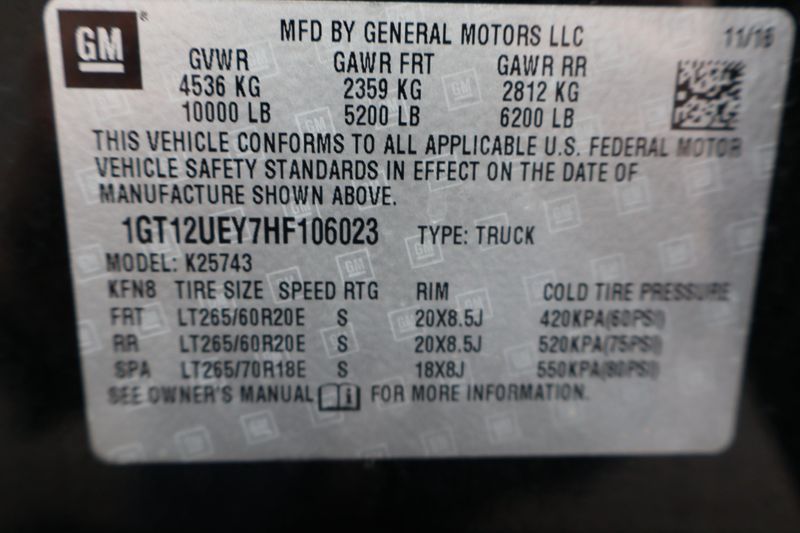 GM
MFD BY GENERAL MOTORS LLC 11/16
GVWR GAWR FRT GAWR RR
4536 KG 2359 KG 2812 KG
10000 LB 5200 LB 6200 LB
THIS VEHICLE CONFORMS TO ALL APPLICABLE U.S. FEDERAL MOTOR
VEHICLE SAFETY STANDARDS IN EFFECT ON THE DATE OF
MANUFACTURE SHOWN ABOVE.
1GT12UEY7HF106023 TYPE: TRUCK
MODEL: K25743
KFN8 TIRE SIZE SPEED RTG RIM COLD TIRE PRESSURE
FRT LT265/60R20E S 20X8.5J 420KPA(60PSI)
RR LT265/60R20E S 20X8.5J 520KPA(75PSI)
SPA LT265/70R18E S 18X8J 550KPA(80PSI)
SEE OWNER'S MANUAL FOR MORE INFORMATION.